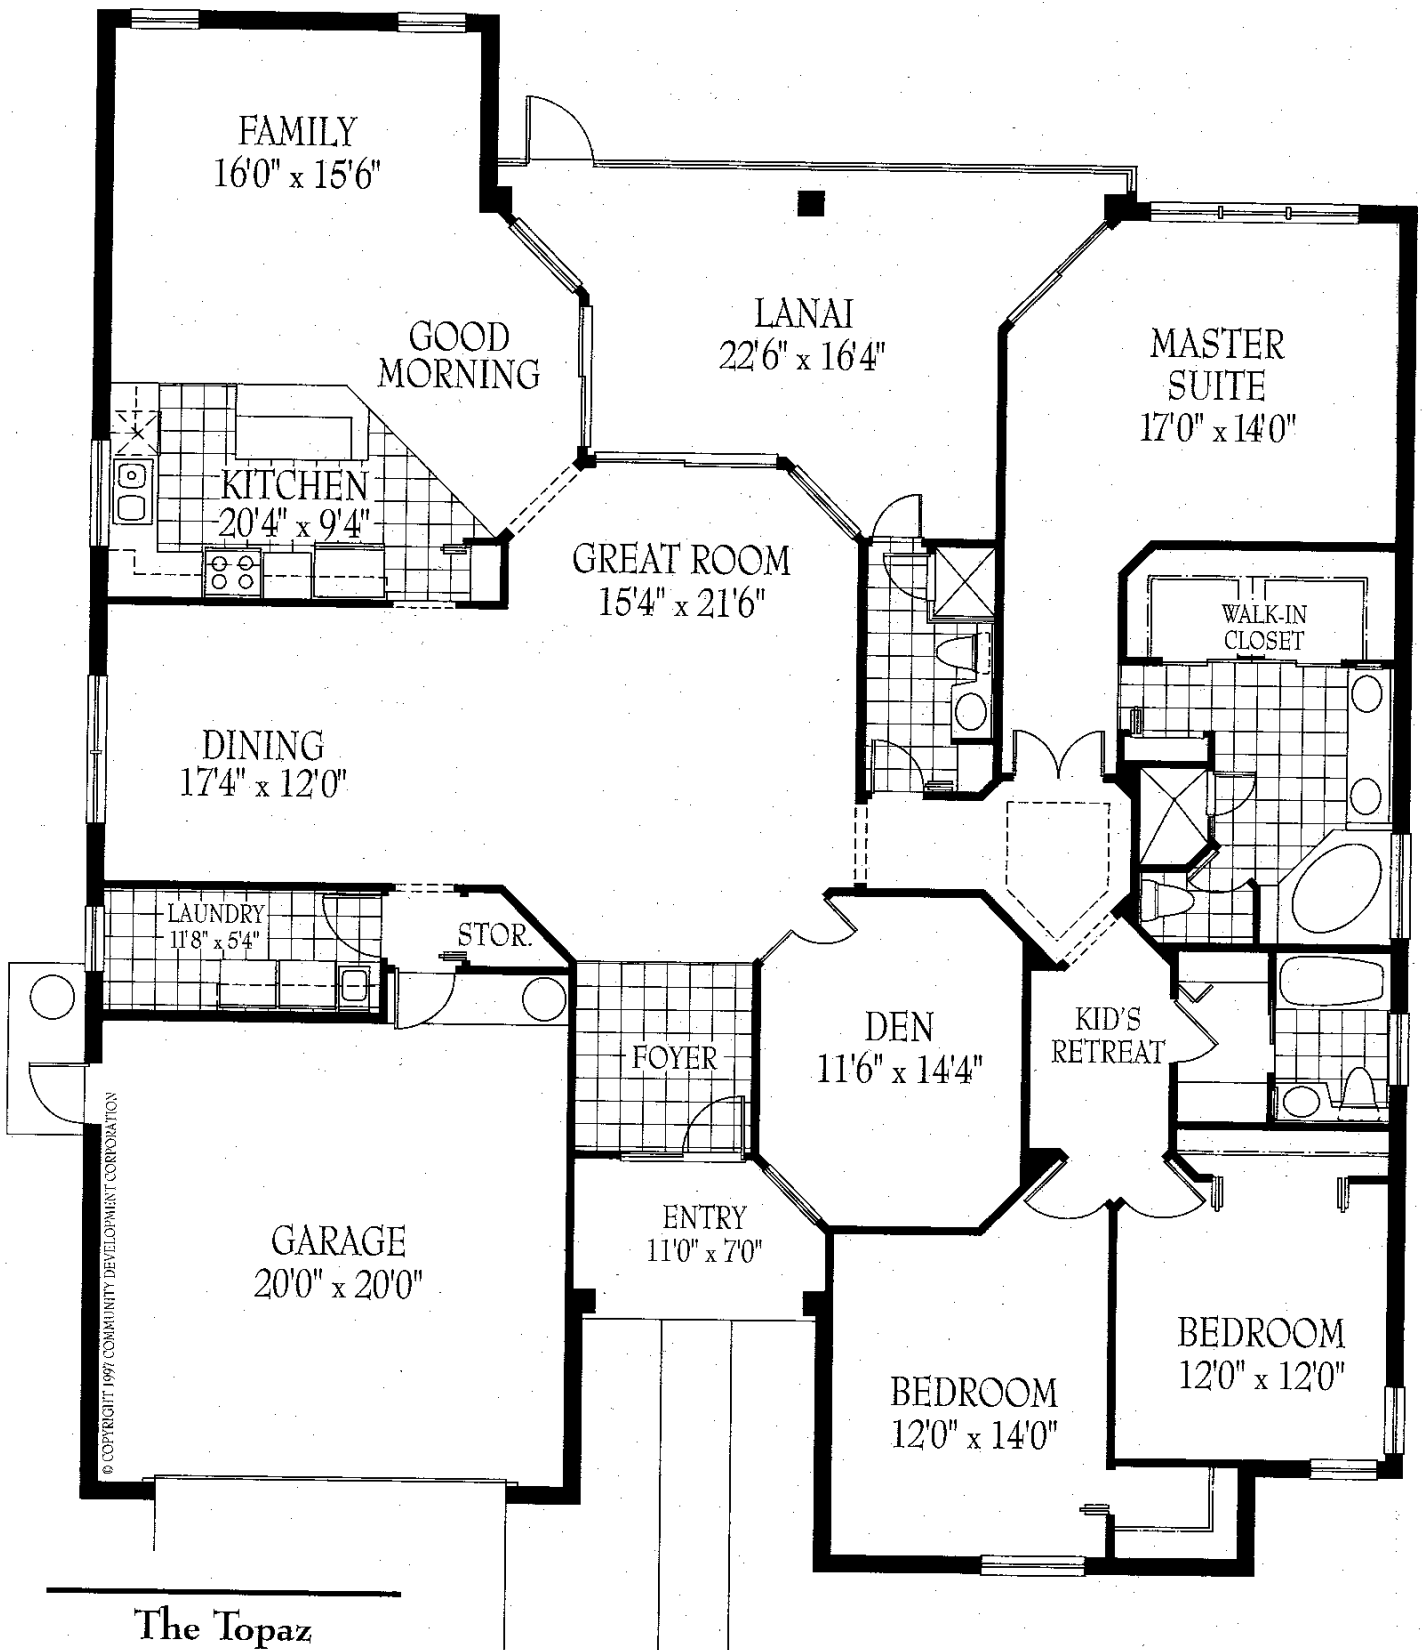 FAMILY
16'0" x 15'6"
GOOD
MORNING
LANAI
22'6" x 16'4"
MASTER
SUITE
17'0" x 14'0"
KITCHEN
20'4" x 9'4"
GREAT ROOM
15'4" x 21'6"
WALK-IN
CLOSET
DINING
17'4" x 12'0"
LAUNDRY
11'8" x 5'4"
STOR.
FOYER
DEN
11'6" x 14'4"
KID'S
RETREAT
ENTRY
11'0" x 7'0"
GARAGE
20'0" x 20'0"
BEDROOM
12'0" x 14'0"
BEDROOM
12'0" x 12'0"
© COPYRIGHT 1997 COMMUNITY DEVELOPMENT CORPORATION
The Topaz